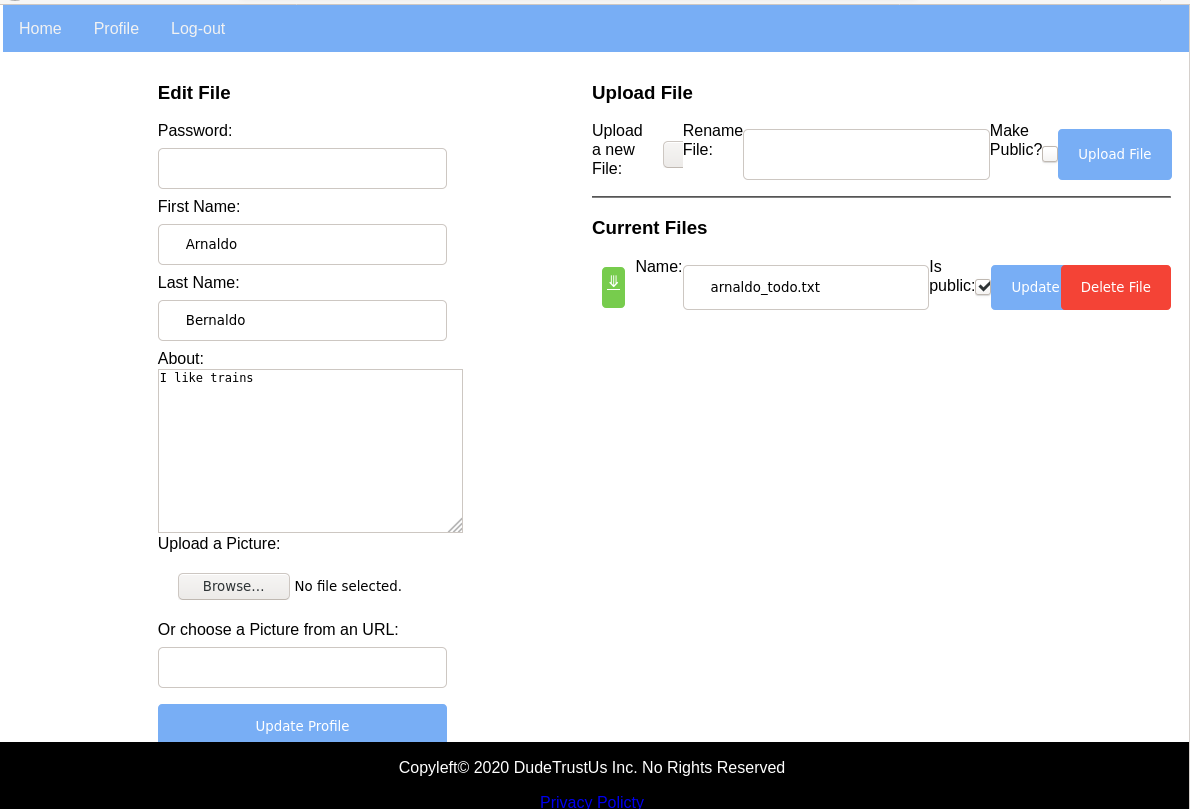 Home Profile Log-out
Edit File
Password:
First Name:
Arnaldo
Last Name:
Bernaldo
About:
I like trains
Upload a Picture:
Browse... No file selected.
Or choose a Picture from an URL:
Update Profile
Upload File
Upload
a new
File:
Rename
File:
Make
Public?
Upload File
Current Files
Name:
arnaldo_todo.txt
Is
public:
Update
Delete File
Copyleft© 2020 DudeTrustUs Inc. No Rights Reserved
Privacy Policty